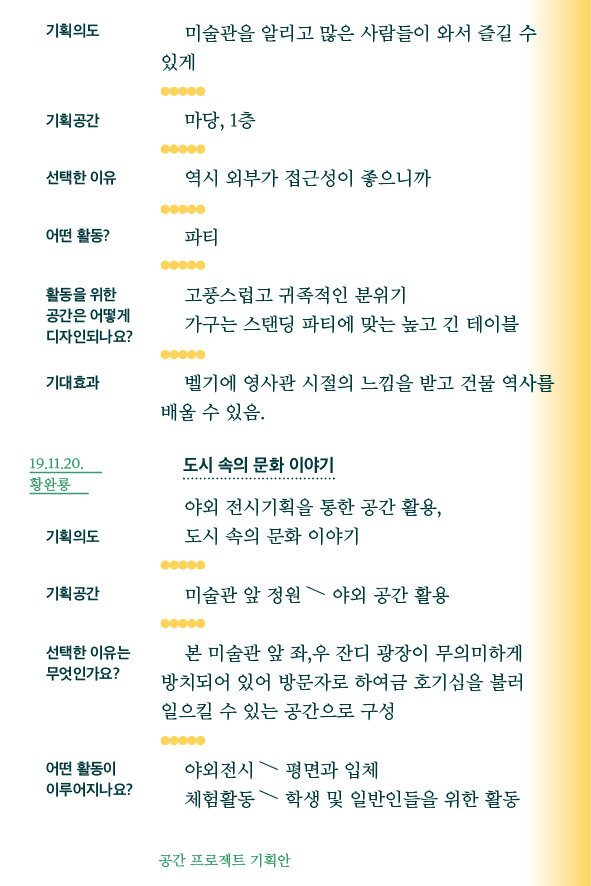 기획의도
미술관을 알리고 많은 사람들이 와서 즐길 수
있게
기획공간
마당, 1층
선택한 이유
역시 외부가 접근성이 좋으니까
어떤 활동?
파티
활동을 위한
공간은 어떻게
디자인되나요?
고풍스럽고 귀족적인 분위기
가구는 스탠딩 파티에 맞는 높고 긴 테이블
기대효과
벨기에 영사관 시절의 느낌을 받고 건물 역사를
배울 수 있음.
19.11.20.
황완룡
도시 속의 문화 이야기
기획의도
야외 전시기획을 통한 공간 활용,
도시 속의 문화 이야기
기획공간
미술관 앞 정원 ╲ 야외 공간 활용
선택한 이유는
무엇인가요?
본 미술관 앞 좌,우 잔디 광장이 무의미하게
방치되어 있어 방문자로 하여금 호기심을 불러
일으킬 수 있는 공간으로 구성
어떤 활동이
이루어지나요?
야외전시 ╲ 평면과 입체
체험활동 ╲ 학생 및 일반인들을 위한 활동
공간 프로젝트 기획안